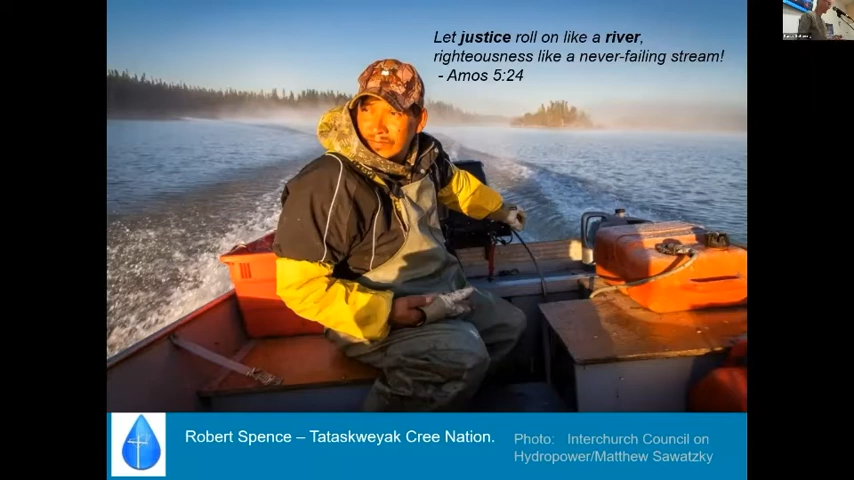 Let justice roll on like a river,
righteousness like a never-failing stream!
- Amos 5:24
Robert Spence – Tataskweyak Cree Nation.
Photo: Interchurch Council on
Hydropower/Matthew Sawatzky